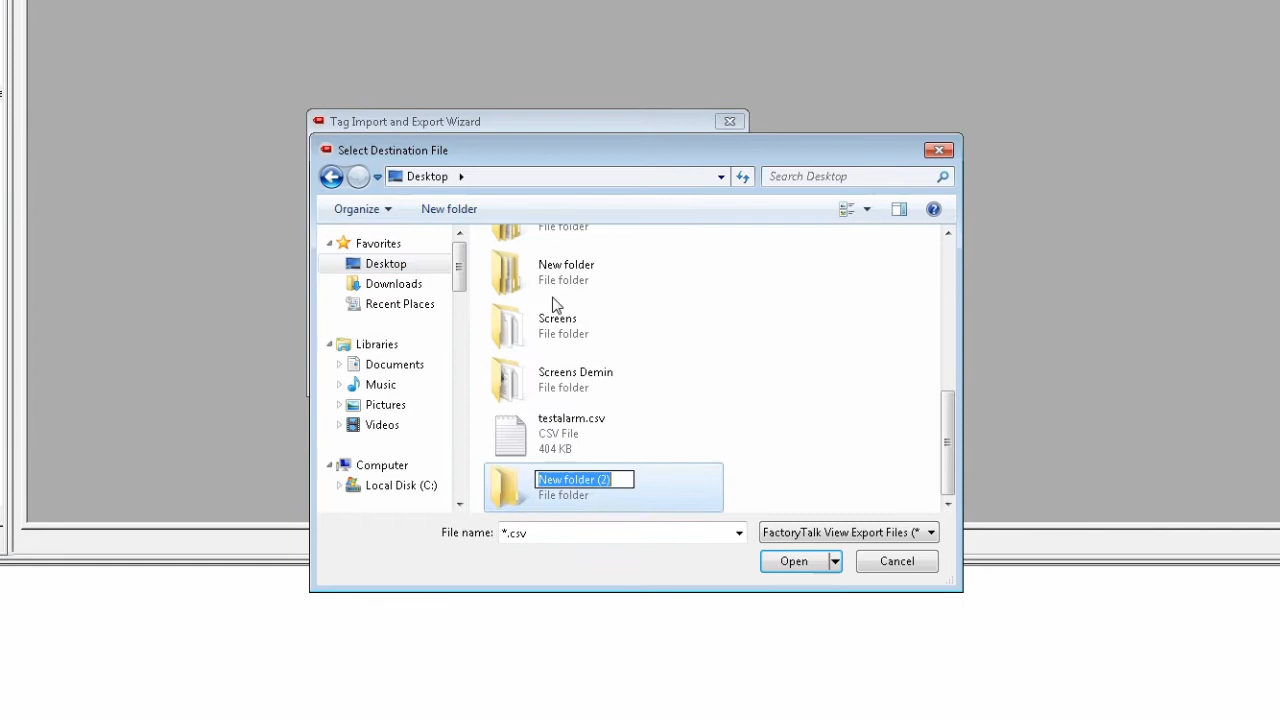 Tag Import and Export Wizard
Select Destination File
Desktop
Search Desktop
Organize
New folder
Favorites
Desktop
Downloads
Recent Places
Libraries
Documents
Music
Pictures
Videos
Computer
Local Disk (C:)
File folder
New folder
File folder
Screens
File folder
Screens Demin
File folder
testalarm.csv
CSV File
404 KB
New folder (2)
File folder
File name:
*.csv
FactoryTalk View Export Files (*
Open
Cancel